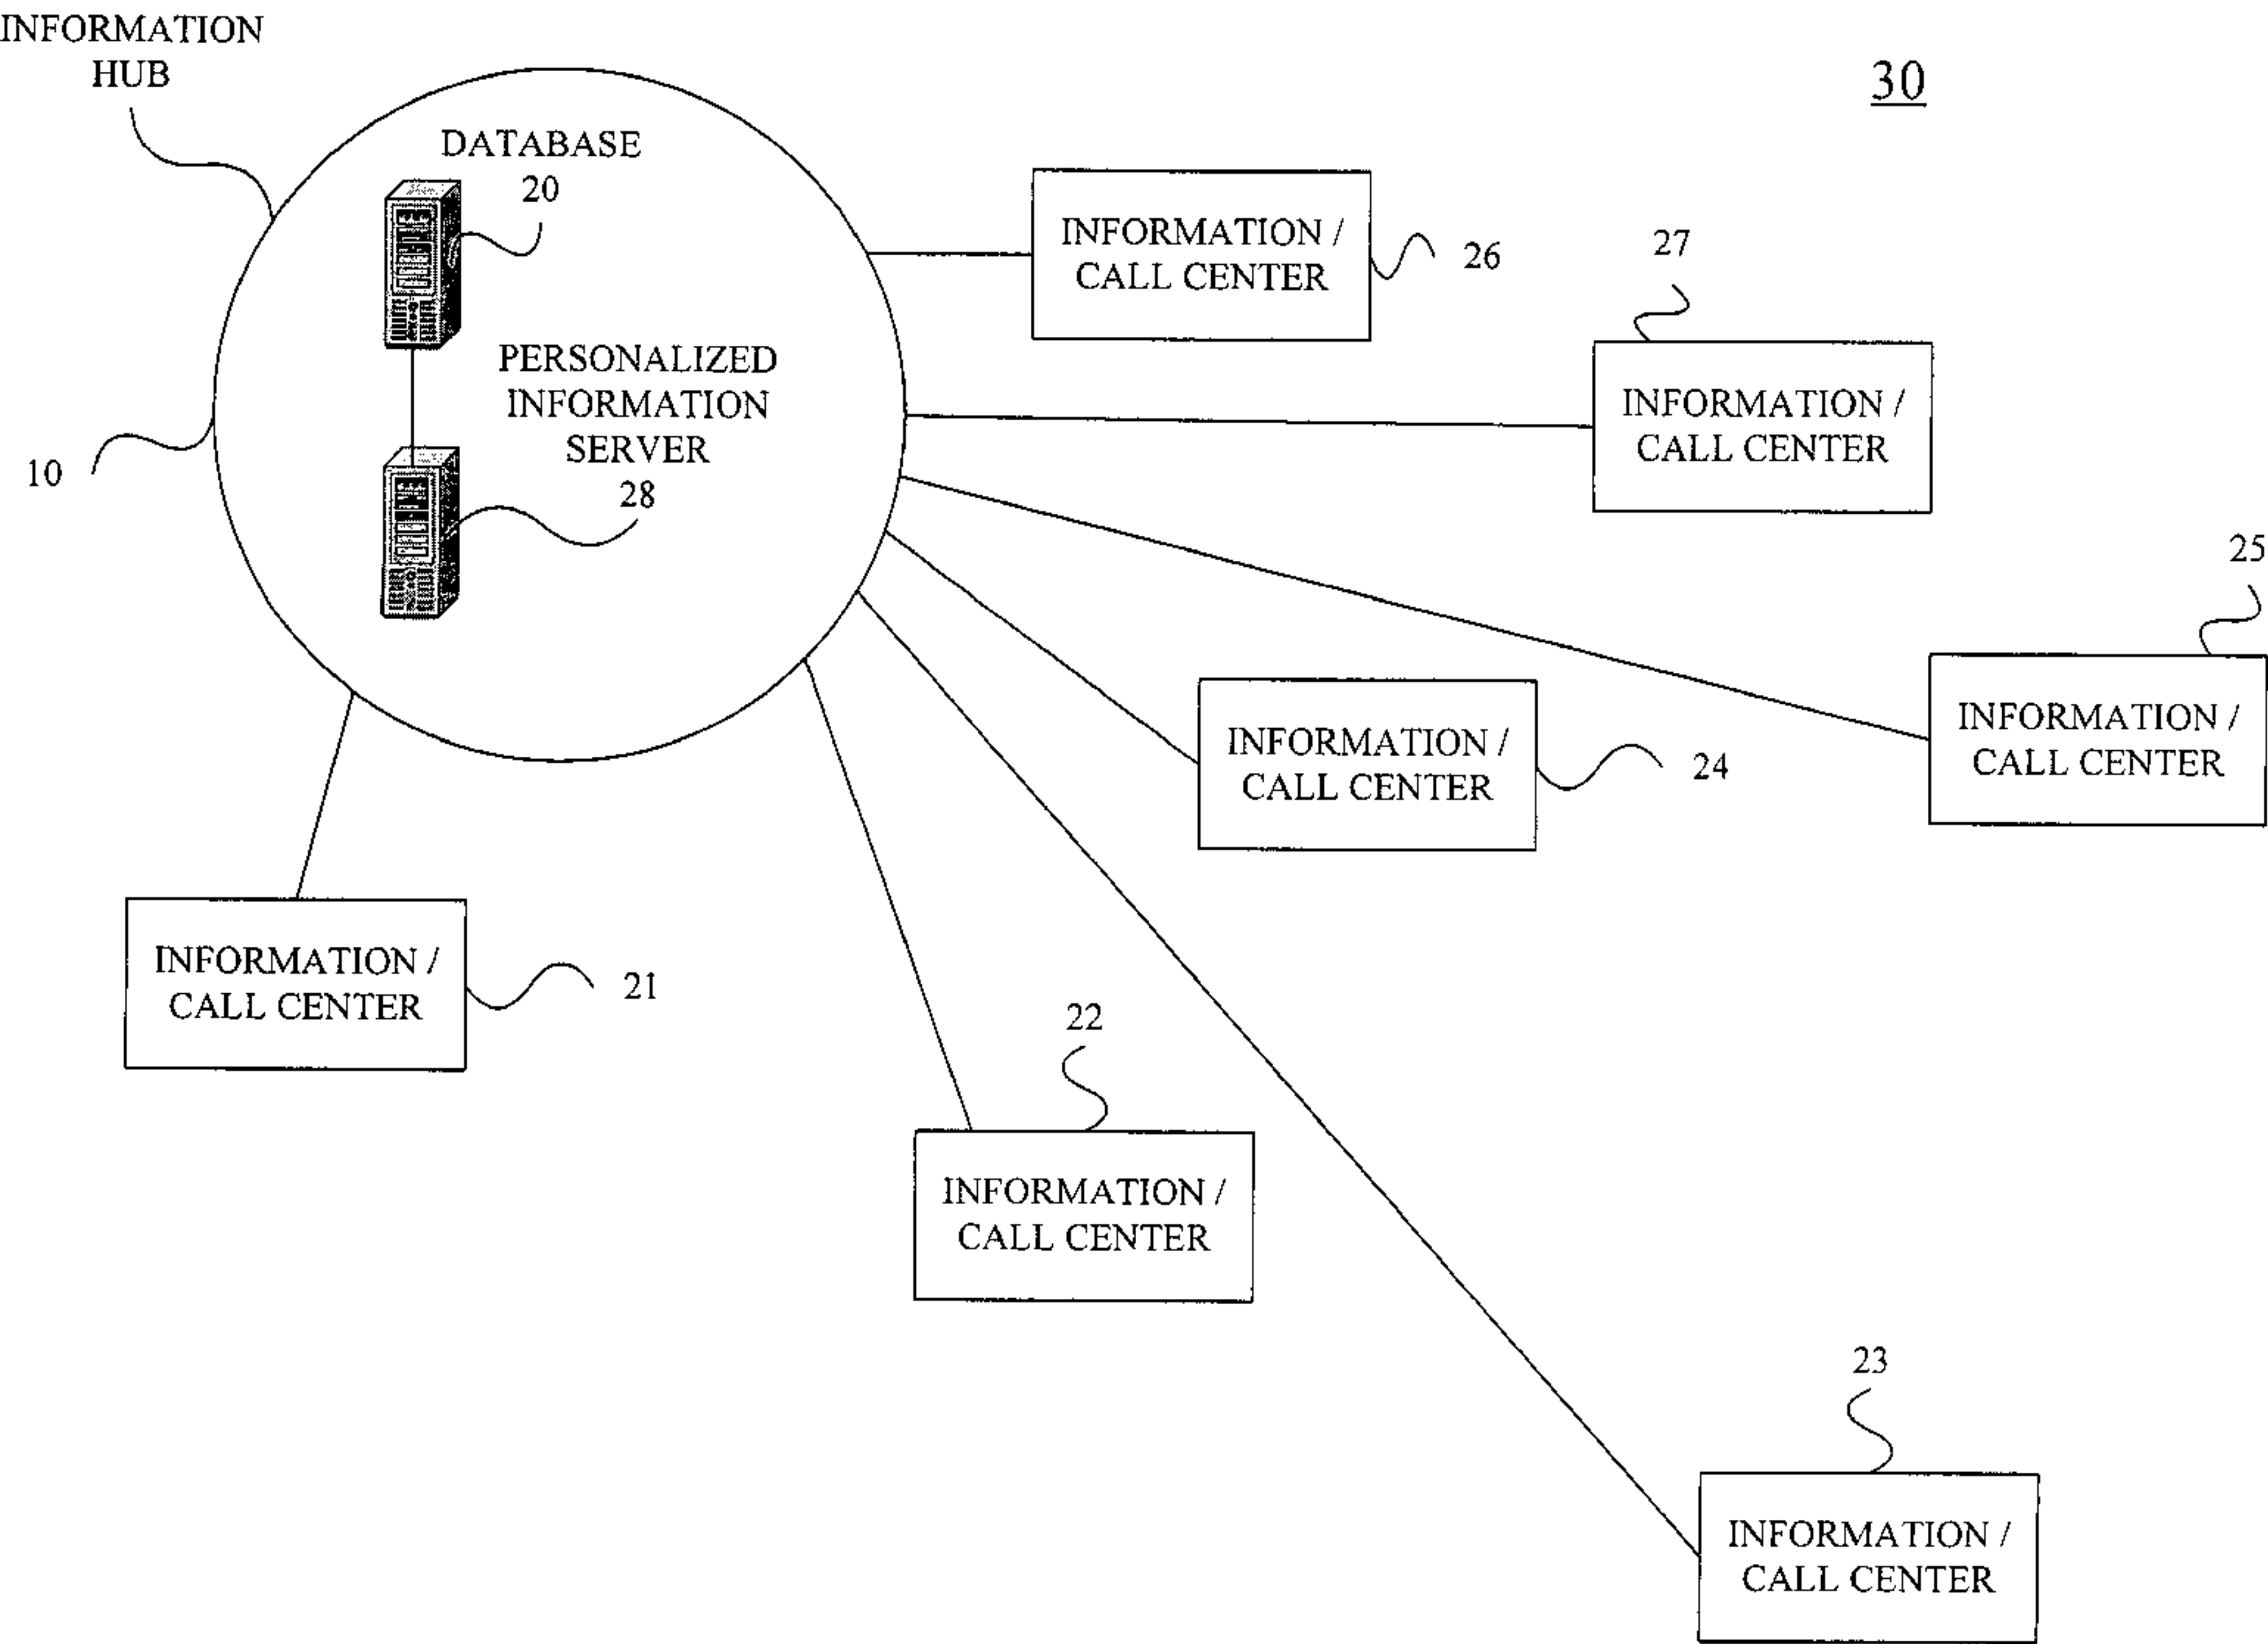 INFORMATION
HUB
30
DATABASE
20
INFORMATION /
CALL CENTER
26
27
PERSONALIZED
INFORMATION
SERVER
28
10
INFORMATION /
CALL CENTER
25
INFORMATION /
CALL CENTER
INFORMATION /
CALL CENTER
24
INFORMATION /
CALL CENTER
21
22
INFORMATION /
CALL CENTER
23
INFORMATION /
CALL CENTER